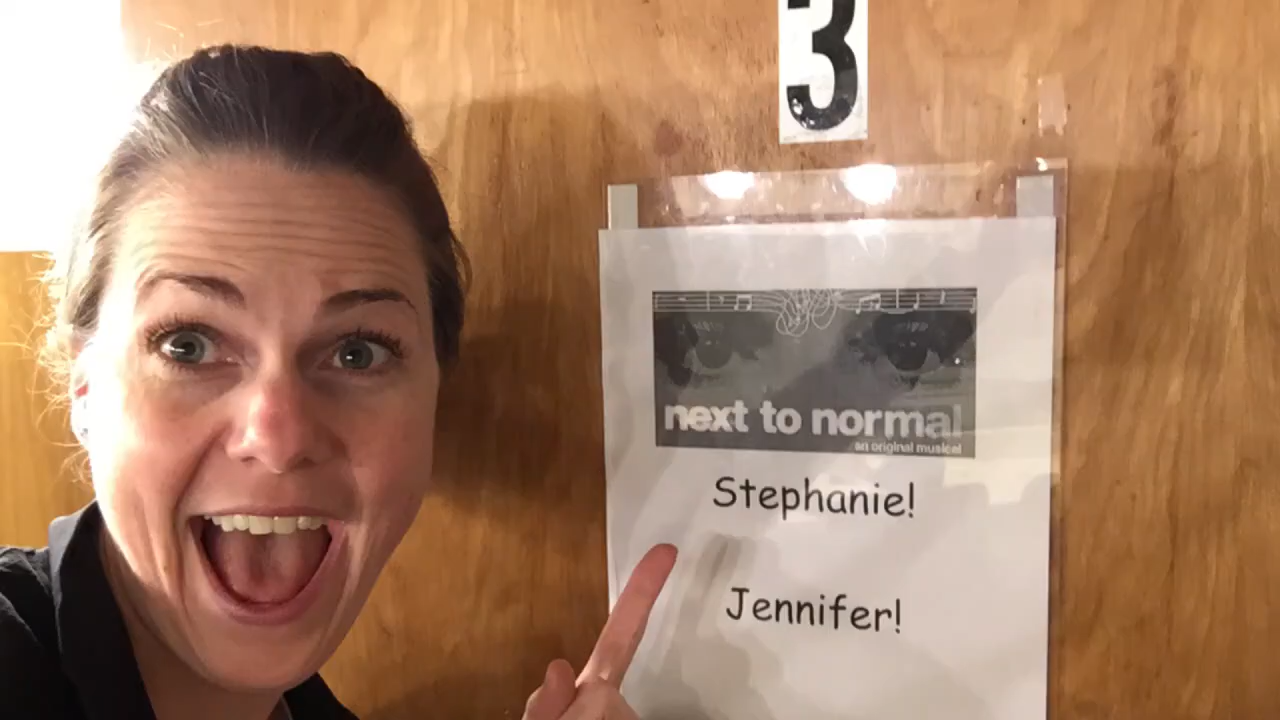 3
next to normal
an original musical
Stephanie!
Jennifer!